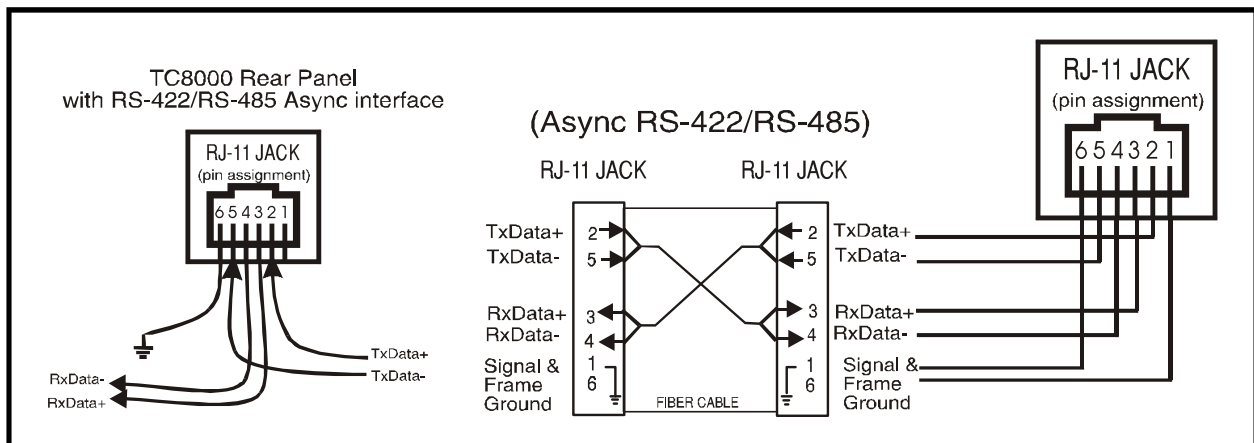 TC8000 Rear Panel
with RS-422/RS-485 Async interface
RJ-11 JACK
(pin assignment)
6 5 4 3 2 1
TxData+
TxData-
RxData-
RxData+
(Async RS-422/RS-485)
RJ-11 JACK
RJ-11 JACK
TxData+
TxData-
RxData+
RxData-
Signal &
Frame
Ground
2
5
3
4
1
6
FIBER CABLE
2
5
3
4
1
6
TxData+
TxData-
RxData+
RxData-
Signal &
Frame
Ground
RJ-11 JACK
(pin assignment)
6 5 4 3 2 1